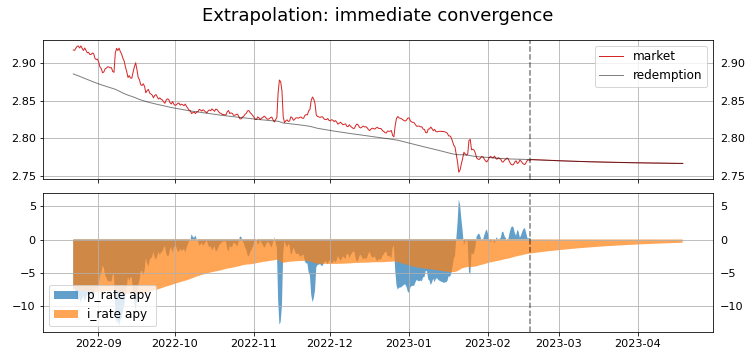 Extrapolation: immediate convergence
2.90
2.85
2.80
2.75
market
redemption
2.90
2.85
2.80
2.75
5
0
−5
−10
p_rate apy
i_rate apy
5
0
−5
−10
2022-09 2022-10 2022-11 2022-12 2023-01 2023-02 2023-03 2023-04